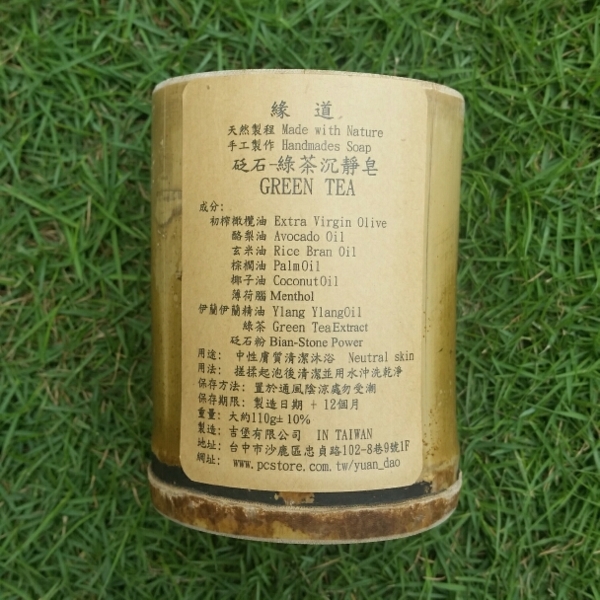 緣 道
天然製程 Made with Nature
手工製作 Handmades Soap
砭石-綠茶沉靜皂
GREEN TEA
成分:
初榨橄欖油 Extra Virgin Olive
酪梨油 Avocado Oil
玄米油 Rice Bran Oil
棕櫚油 PalmOil
椰子油 CoconutOil
薄荷腦 Menthol
伊蘭伊蘭精油 Ylang YlangOil
綠茶 Green TeaExtract
砭石粉 Bian-Stone Power
用途: 中性膚質清潔沐浴 Neutral skin
用法: 搓揉起泡後清潔並用水沖洗乾淨
保存方法: 置於通風陰涼處勿受潮
保存期限: 製造日期 + 12個月
重量: 大約110g± 10%
製造: 吉堡有限公司 IN TAIWAN
地址: 台中市沙鹿區忠貞路102-8巷9號1F
網址: www.pcstore.com.tw/yuan_dao